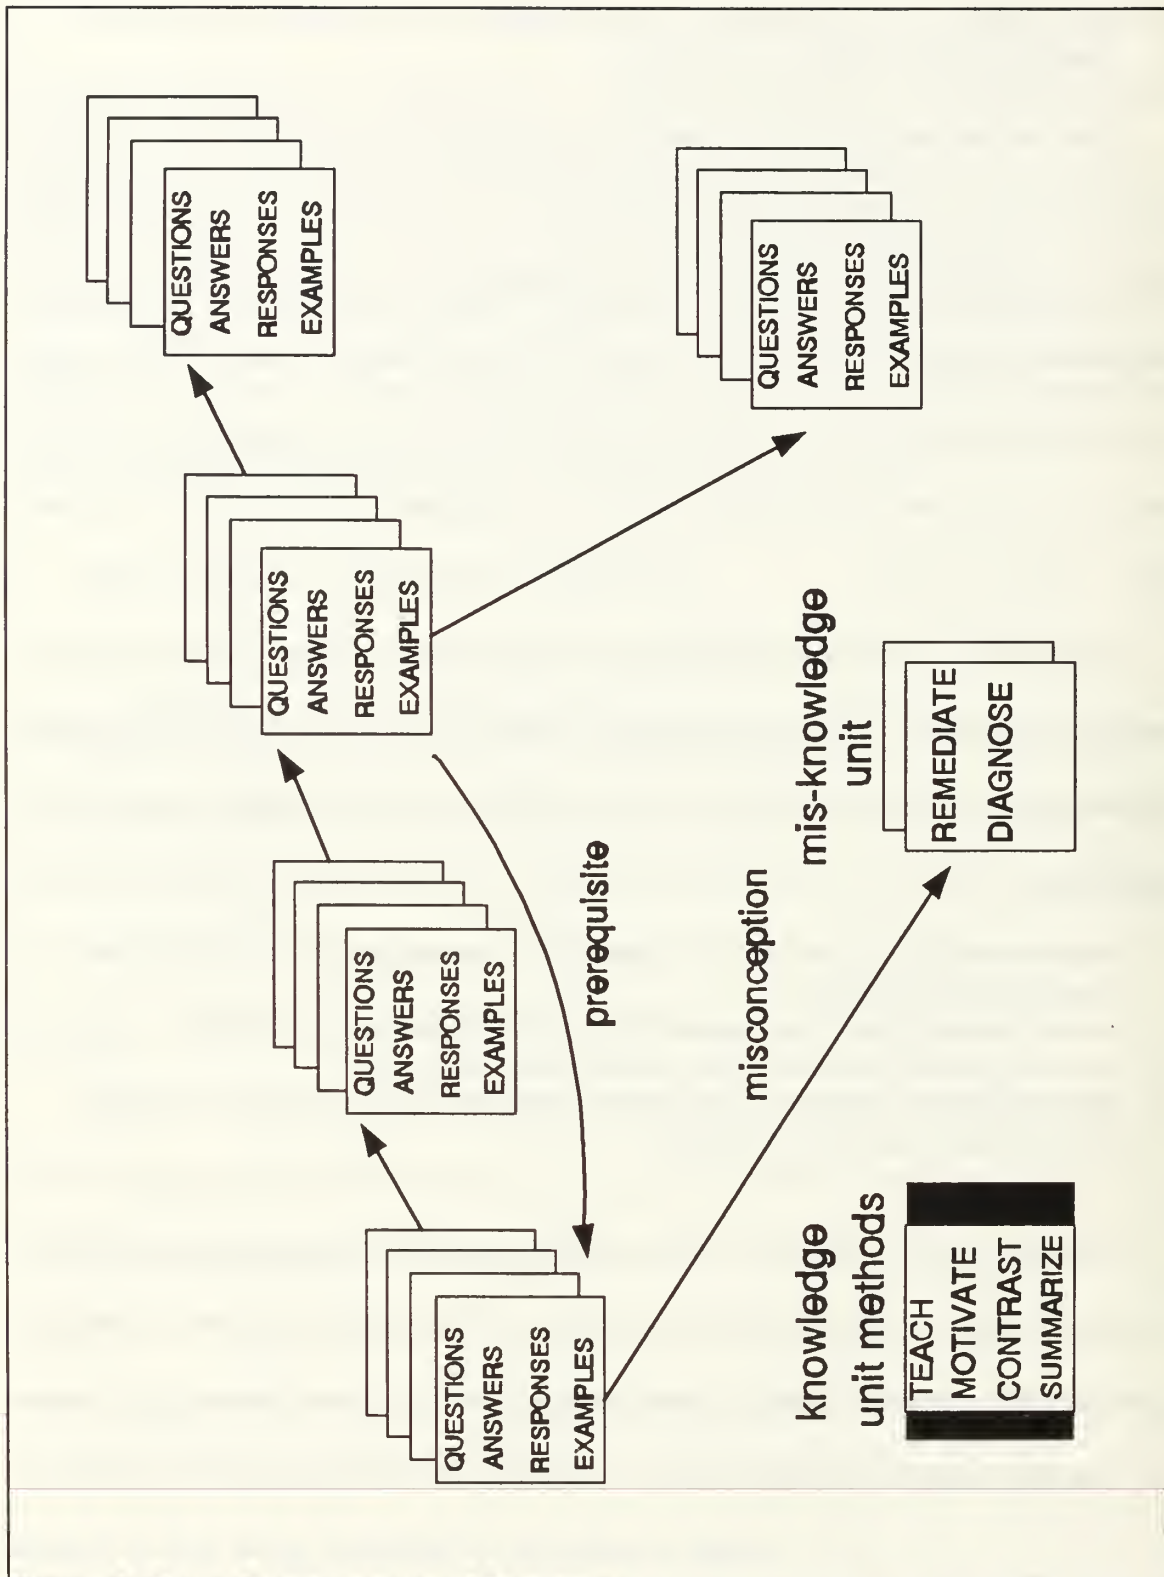 QUESTIONS
ANSWERS
RESPONSES
EXAMPLES
QUESTIONS
ANSWERS
RESPONSES
EXAMPLES
QUESTIONS
ANSWERS
RESPONSES
EXAMPLES
QUESTIONS
ANSWERS
RESPONSES
EXAMPLES
prerequisite
misconception
QUESTIONS
ANSWERS
RESPONSES
EXAMPLES
knowledge
unit methods
TEACH
MOTIVATE
CONTRAST
SUMMARIZE
mis-knowledge
unit
REMEDIATE
DIAGNOSE